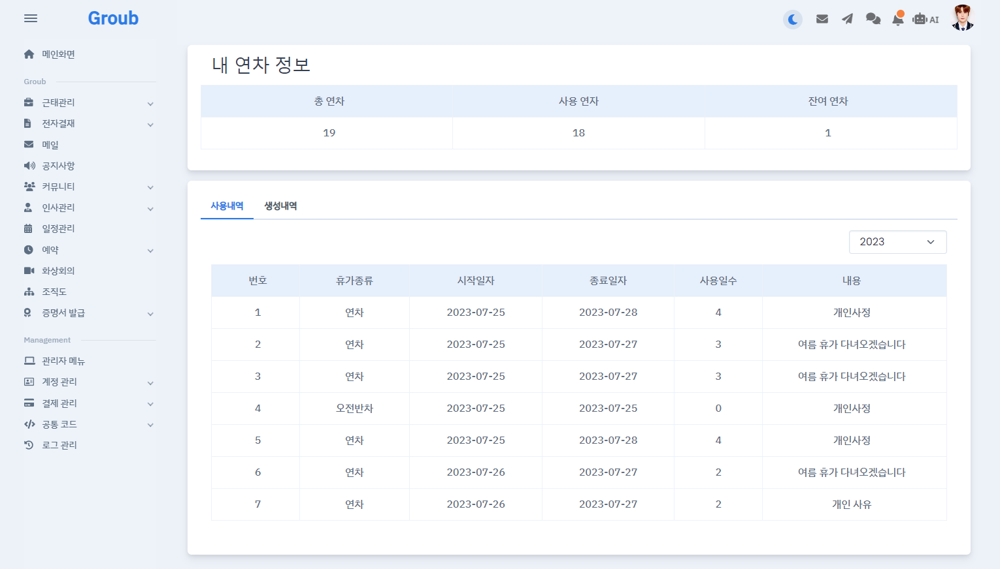 Groub
AI
메인화면
Groub
근태관리
전자결재
메일
공지사항
커뮤니티
인사관리
일정관리
예약
화상회의
조직도
증명서 발급
Management
관리자 메뉴
계정 관리
결제 관리
공통 코드
로그 관리
내 연차 정보
총 연차 사용 연자 잔여 연차
19 18 1
사용내역 생성내역
2023
번호 휴가종류 시작일자 종료일자 사용일수 내용
1 연차 2023-07-25 2023-07-28 4 개인사정
2 연차 2023-07-25 2023-07-27 3 여름 휴가 다녀오겠습니다
3 연차 2023-07-25 2023-07-27 3 여름 휴가 다녀오겠습니다
4 오전반차 2023-07-25 2023-07-25 0 개인사정
5 연차 2023-07-25 2023-07-28 4 개인사정
6 연차 2023-07-26 2023-07-27 2 여름 휴가 다녀오겠습니다
7 연차 2023-07-26 2023-07-27 2 개인 사유